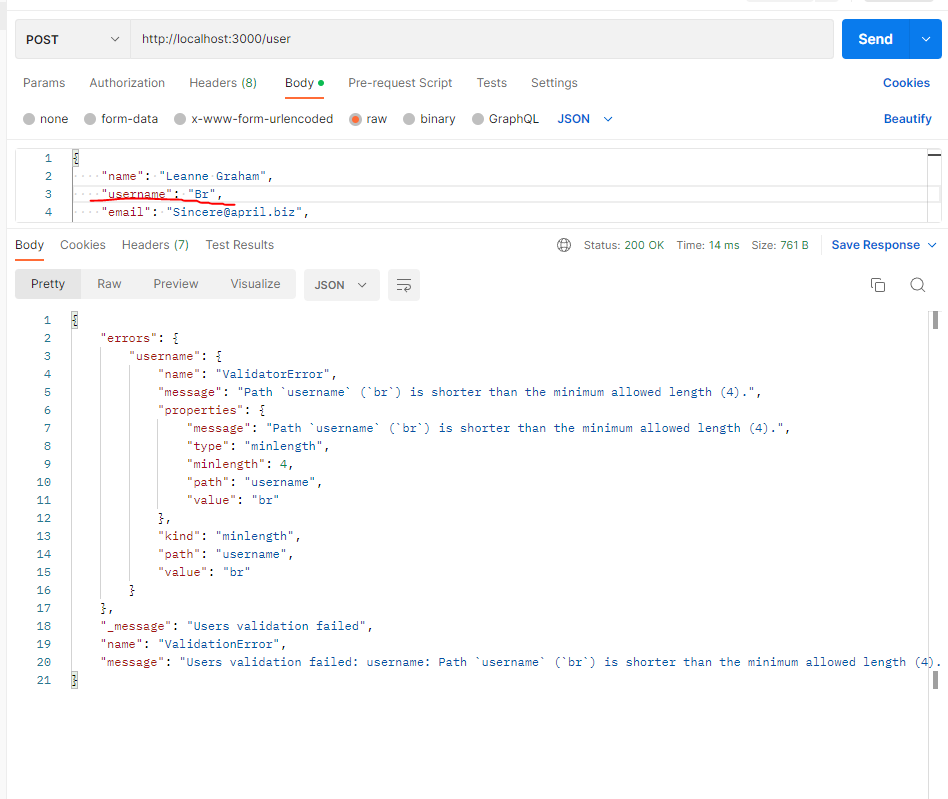 POST http://localhost:3000/user Send
Params Authorization Headers (8) Body Pre-request Script Tests Settings Cookies
none form-data x-www-form-urlencoded raw binary GraphQL JSON Beautify
1 {
2 "name": "Leanne Graham",
3 "username": "Br",
4 "email": "Sincere@april.biz",
Body Cookies Headers (7) Test Results Status: 200 OK Time: 14 ms Size: 761 B Save Response
Pretty Raw Preview Visualize JSON
1 {
2 "errors": {
3 "username": {
4 "name": "ValidatorError",
5 "message": "Path `username` (`br`) is shorter than the minimum allowed length (4).",
6 "properties": {
7 "message": "Path `username` (`br`) is shorter than the minimum allowed length (4).",
8 "type": "minlength",
9 "minlength": 4,
10 "path": "username",
11 "value": "br"
12 },
13 "kind": "minlength",
14 "path": "username",
15 "value": "br"
16 }
17 },
18 "_message": "Users validation failed",
19 "name": "ValidationError",
20 "message": "Users validation failed: username: Path `username` (`br`) is shorter than the minimum allowed length (4).
21 }